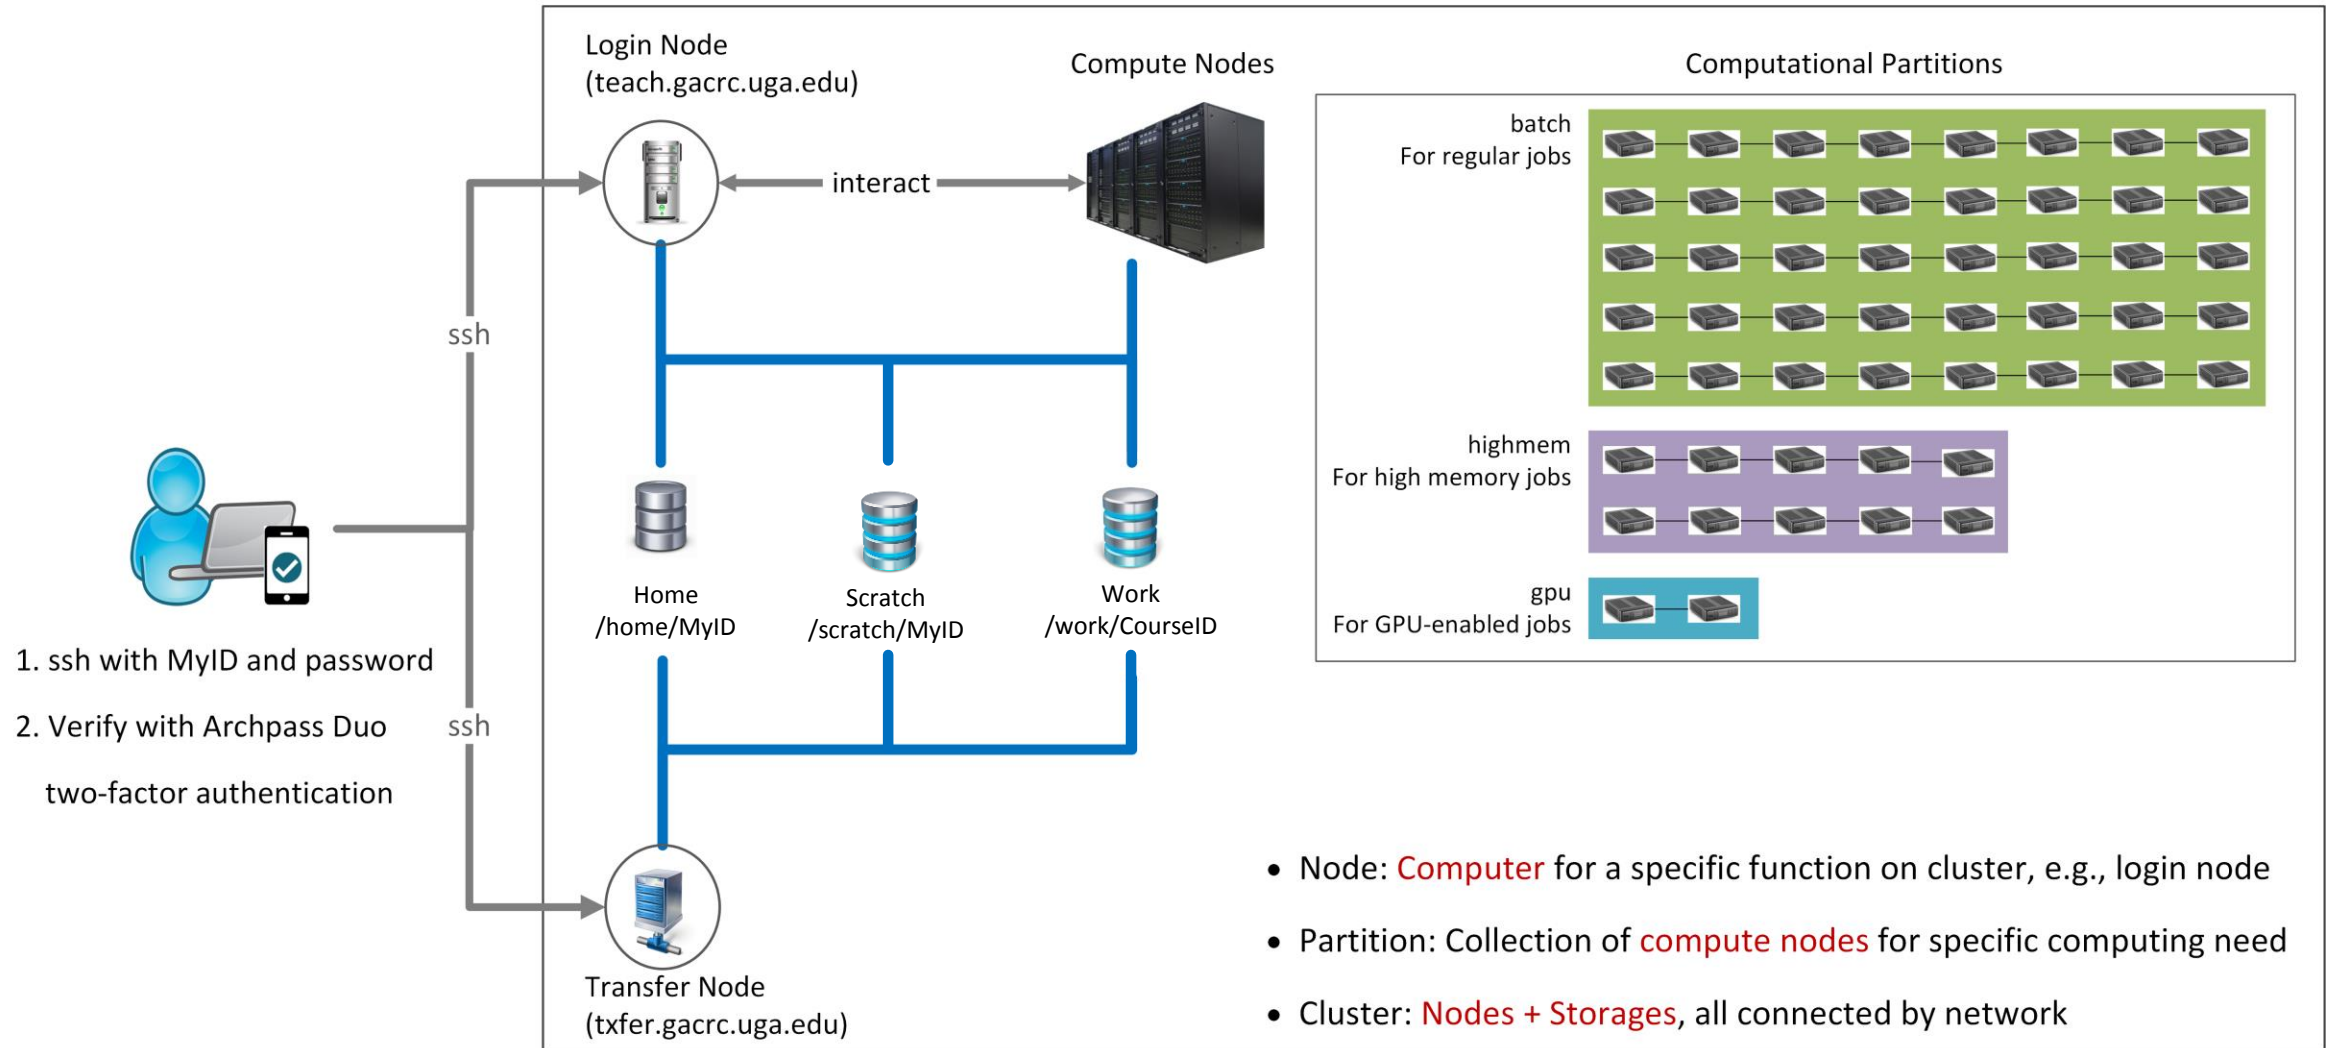 Login Node
(teach.gacrc.uga.edu)
Compute Nodes
Computational Partitions
interact
batch
For regular jobs
ssh
highmem
For high memory jobs
Home
/home/MyID
Scratch
/scratch/MyID
Work
/work/CourseID
gpu
For GPU-enabled jobs
1. ssh with MyID and password
2. Verify with Archpass Duo
two-factor authentication
ssh
• Node: Computer for a specific function on cluster, e.g., login node
• Partition: Collection of compute nodes for specific computing need
• Cluster: Nodes + Storages, all connected by network
Transfer Node
(txfer.gacrc.uga.edu)